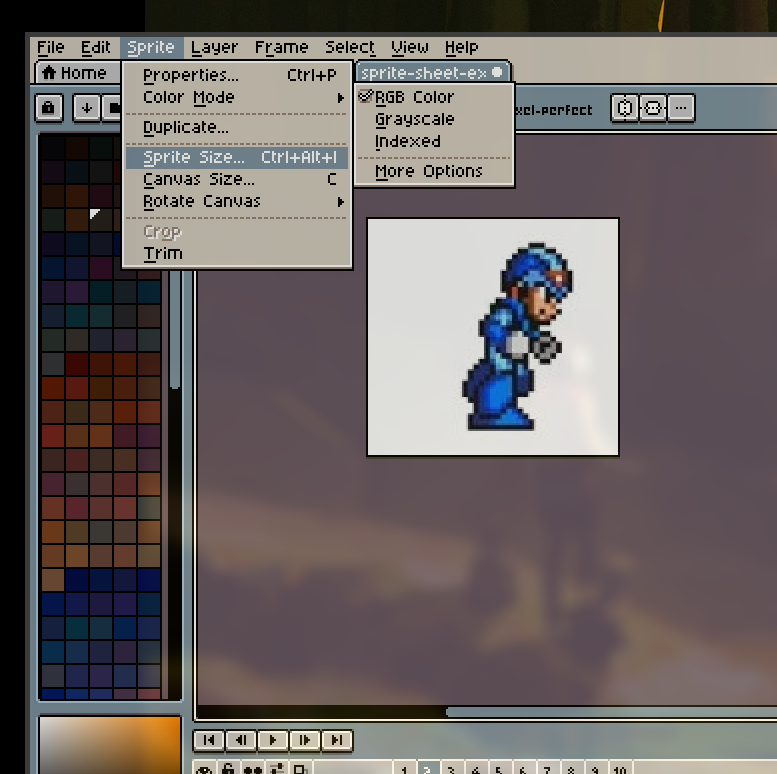 File Edit Sprite Layer Frame Select View Help
Home
sprite-sheet-ex
Properties... Ctrl+P
Color Mode
Duplicate...
Sprite Size... Ctrl+Alt+I
Canvas Size... C
Rotate Canvas
Crop
Trim
RGB Color
Grayscale
Indexed
More Options
xel-perfect
1 2 3 4 5 6 7 8 9 10